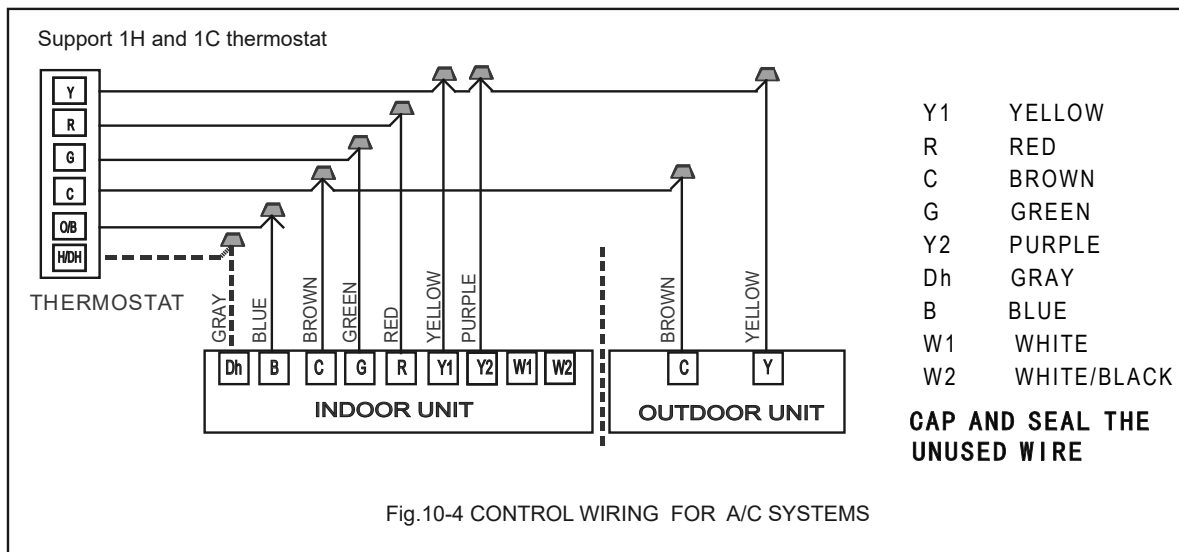 Support 1H and 1C thermostat
Y
R
G
C
O/B
H/DH
THERMOSTAT
GRAY
BLUE
BROWN
GREEN
RED
YELLOW
PURPLE
BROWN
YELLOW
Dh B C G R Y1 Y2 W1 W2
INDOOR UNIT
C Y
OUTDOOR UNIT
Y1 YELLOW
R RED
C BROWN
G GREEN
Y2 PURPLE
Dh GRAY
B BLUE
W1 WHITE
W2 WHITE/BLACK
CAP AND SEAL THE
UNUSED WIRE
Fig.10-4 CONTROL WIRING FOR A/C SYSTEMS